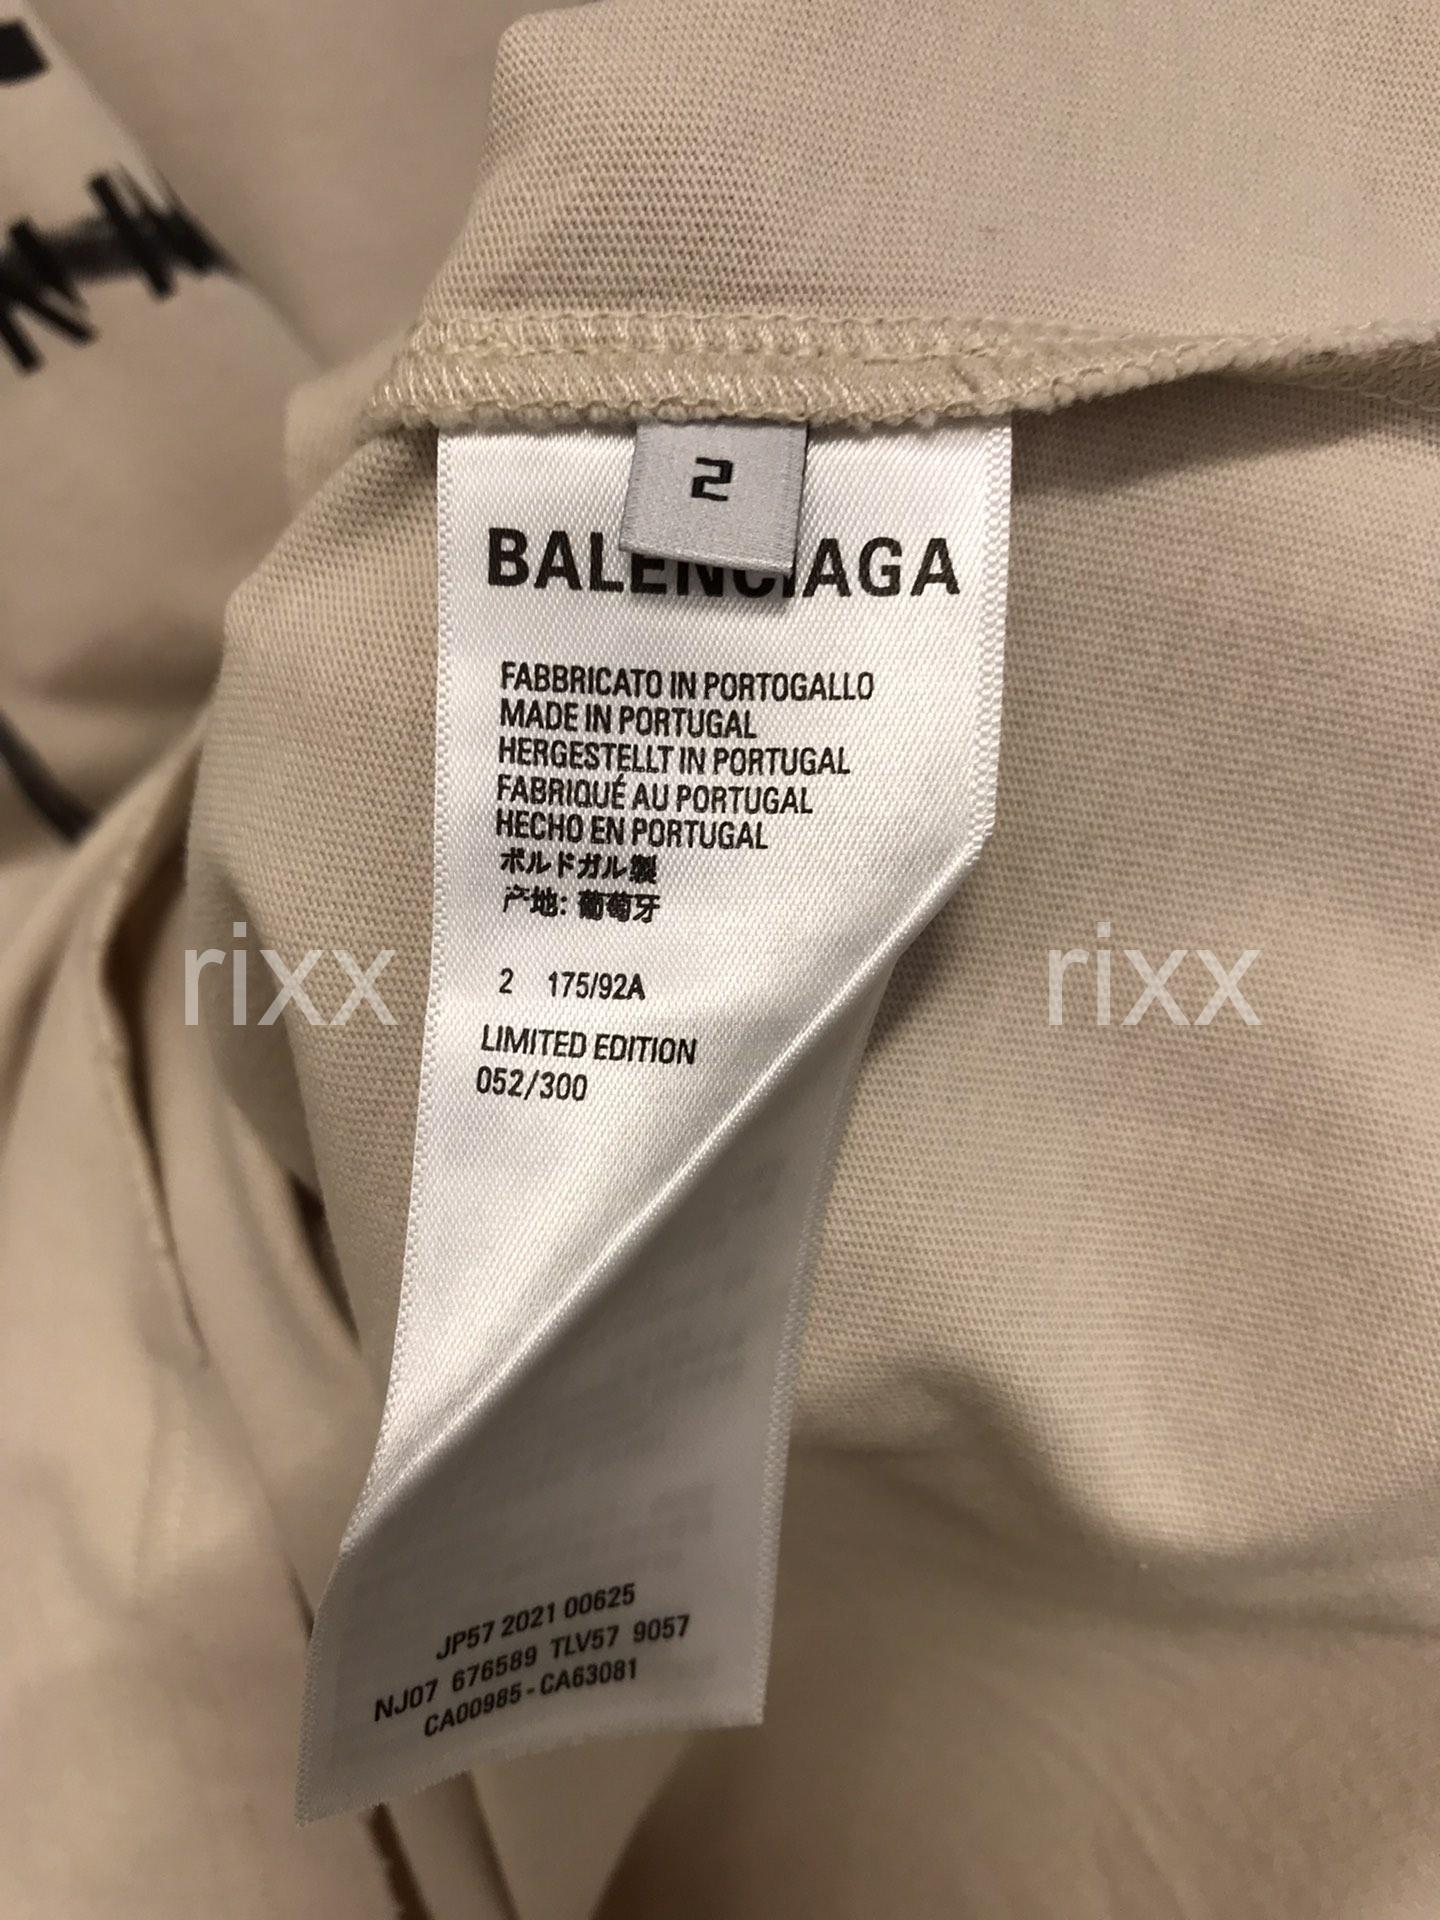 2
BALENCIAGA
FABBRICATO IN PORTOGALLO
MADE IN PORTUGAL
HERGESTELLT IN PORTUGAL
FABRIQUÉ AU PORTUGAL
HECHO EN PORTUGAL
ポルトガル製
产地: 葡萄牙
rixx rixx
2 175/92A
LIMITED EDITION
052/300
JP57 2021 00625
NJ07 676589 TLV57 9057
CA00985-CA63081